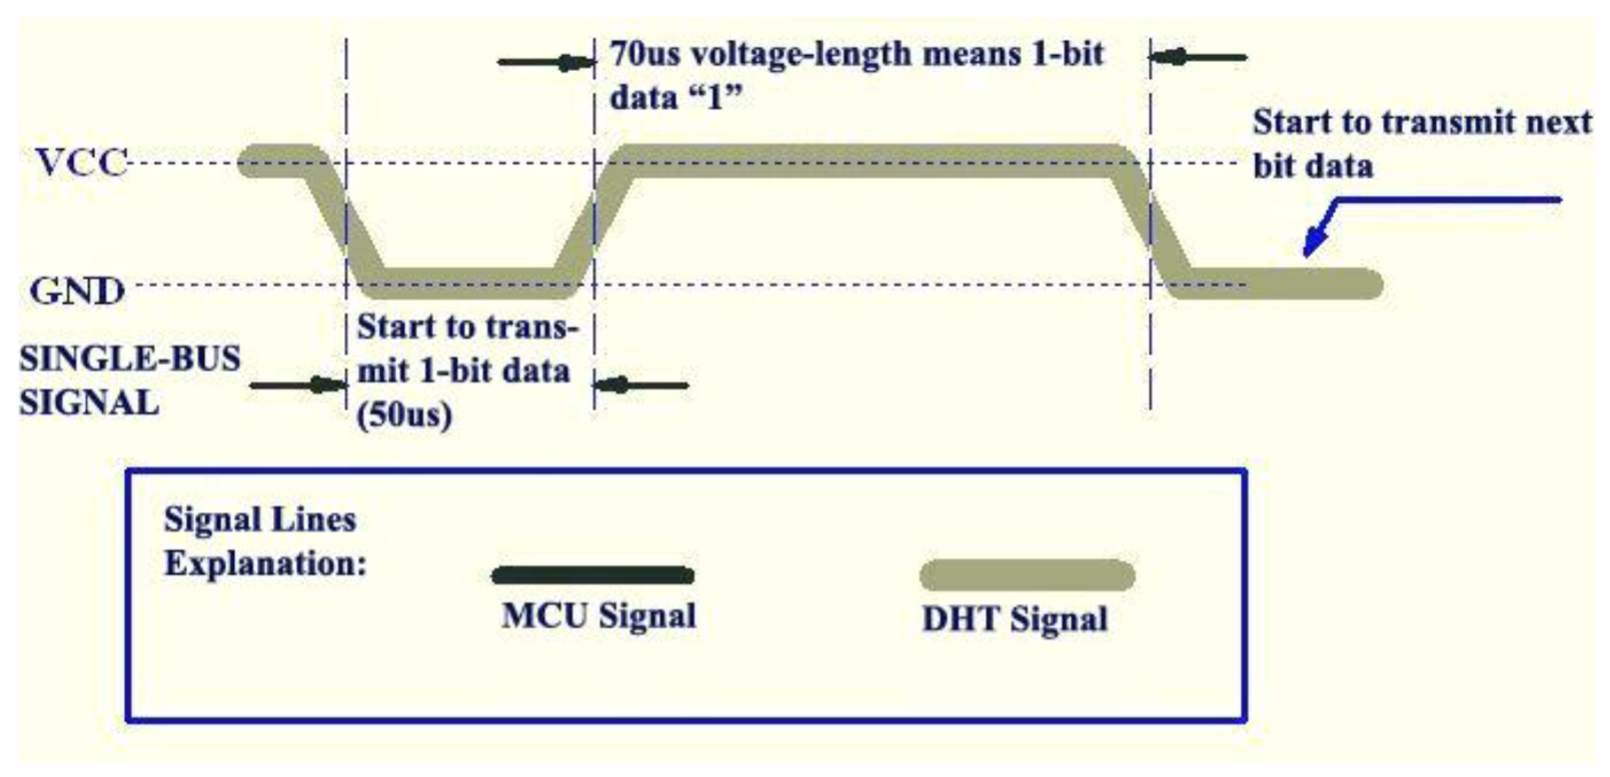 70us voltage-length means 1-bit
data “1”
Start to transmit next
bit data
VCC
GND
SINGLE-BUS
SIGNAL
Start to trans-
mit 1-bit data
(50us)
Signal Lines
Explanation:
MCU Signal
DHT Signal